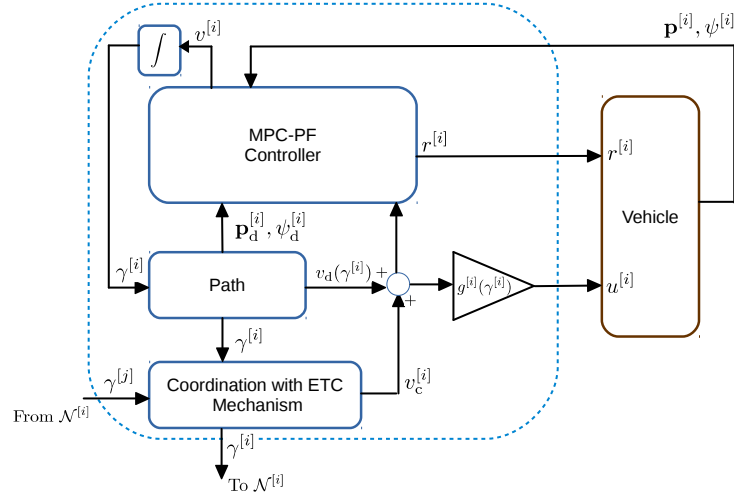 ∫
v^[i]
p^[i], ψ^[i]
MPC-PF
Controller
r^[i]
r^[i]
Vehicle
p_d^[i], ψ_d^[i]
γ^[i]
Path
v_d(γ^[i])
+
+
g^[i](γ^[i])
u^[i]
γ^[i]
γ^[j]
Coordination with ETC
Mechanism
v_c^[i]
From 𝒩^[i]
γ^[i]
To 𝒩^[i]